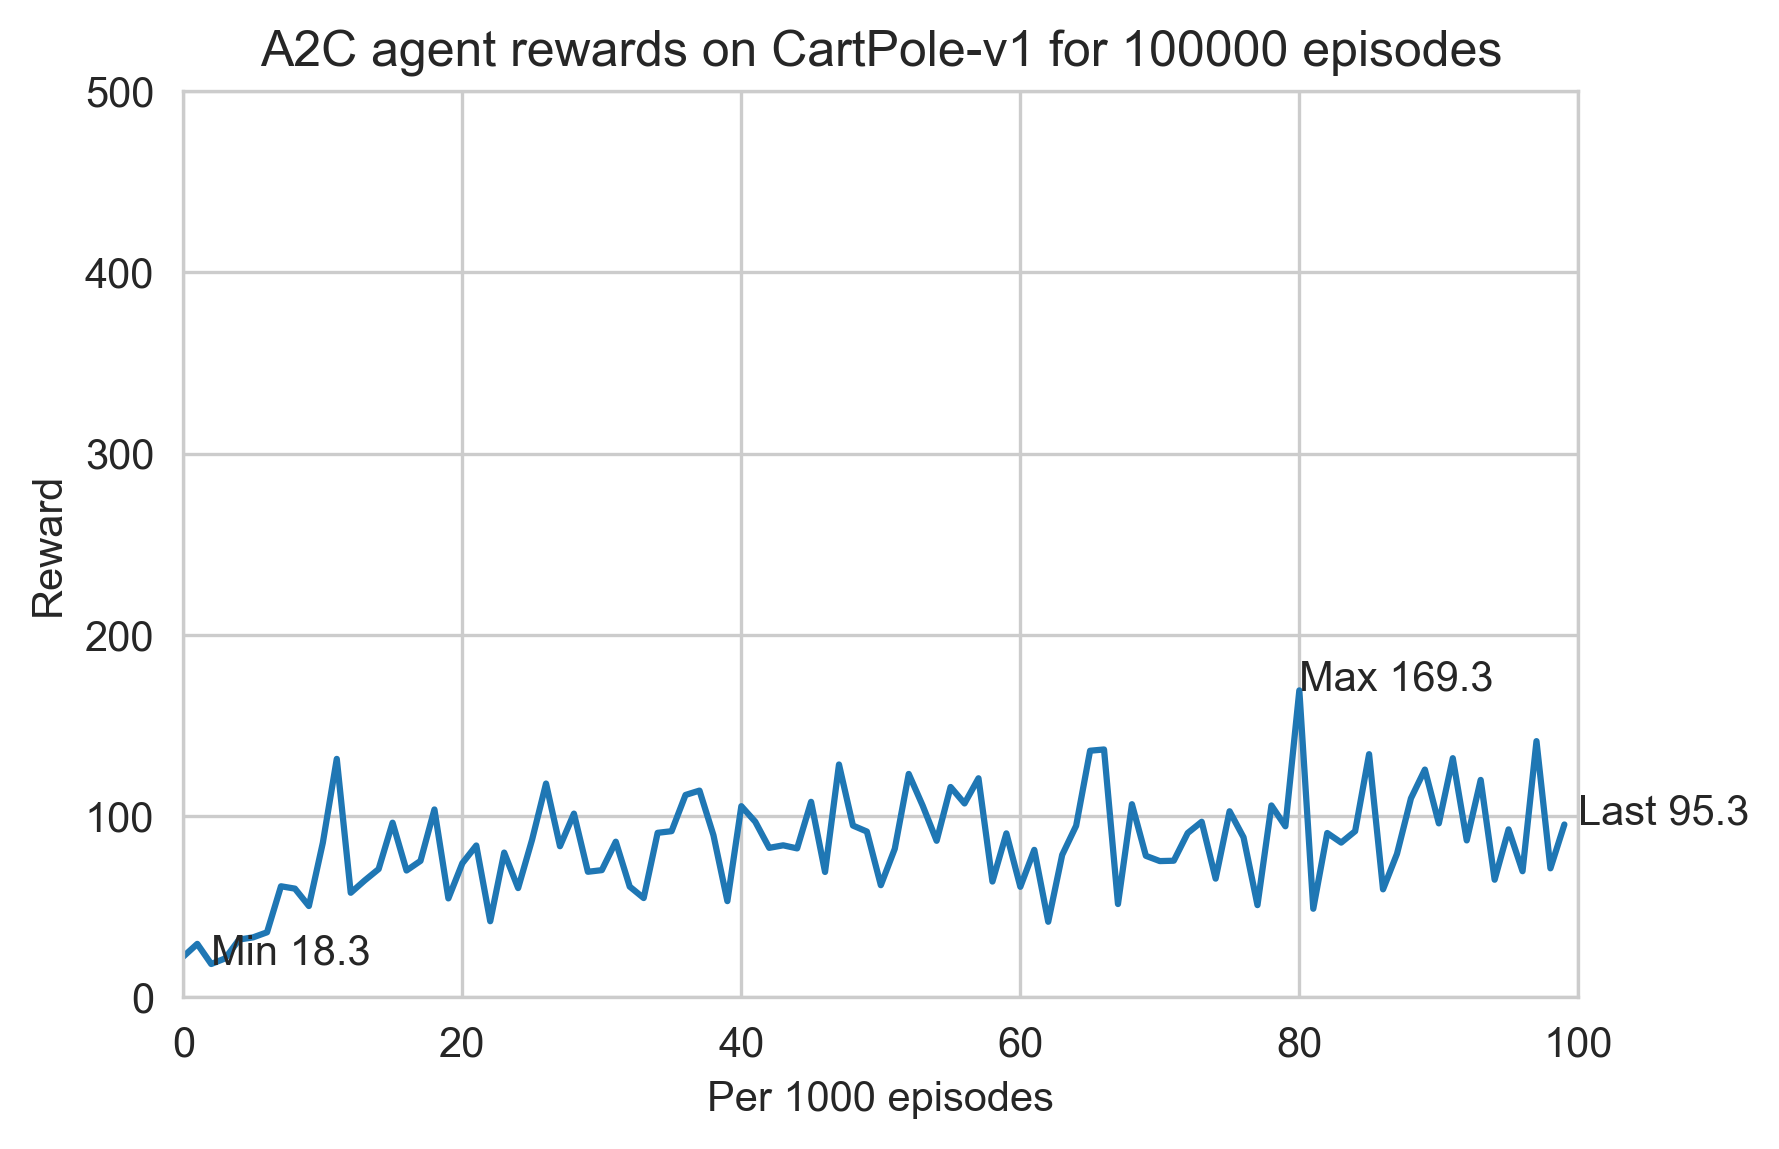 A2C agent rewards on CartPole-v1 for 100000 episodes
500
400
300
200
100
0
Reward
Max 169.3
Last 95.3
Min 18.3
0 20 40 60 80 100
Per 1000 episodes